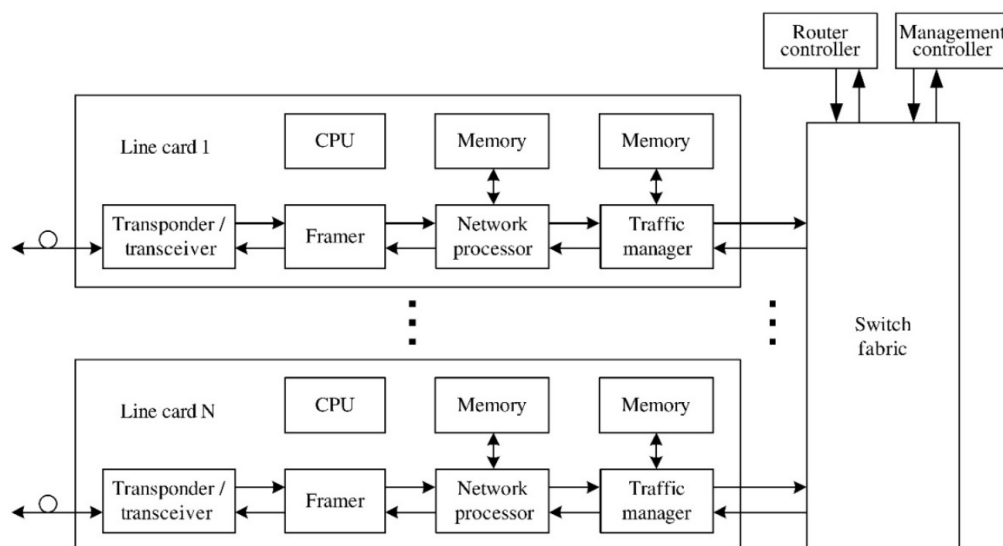 Router
controller
Management
controller
Line card 1
CPU
Memory
Memory
Transponder /
transceiver
Framer
Network
processor
Traffic
manager
Switch
fabric
Line card N
CPU
Memory
Memory
Transponder /
transceiver
Framer
Network
processor
Traffic
manager